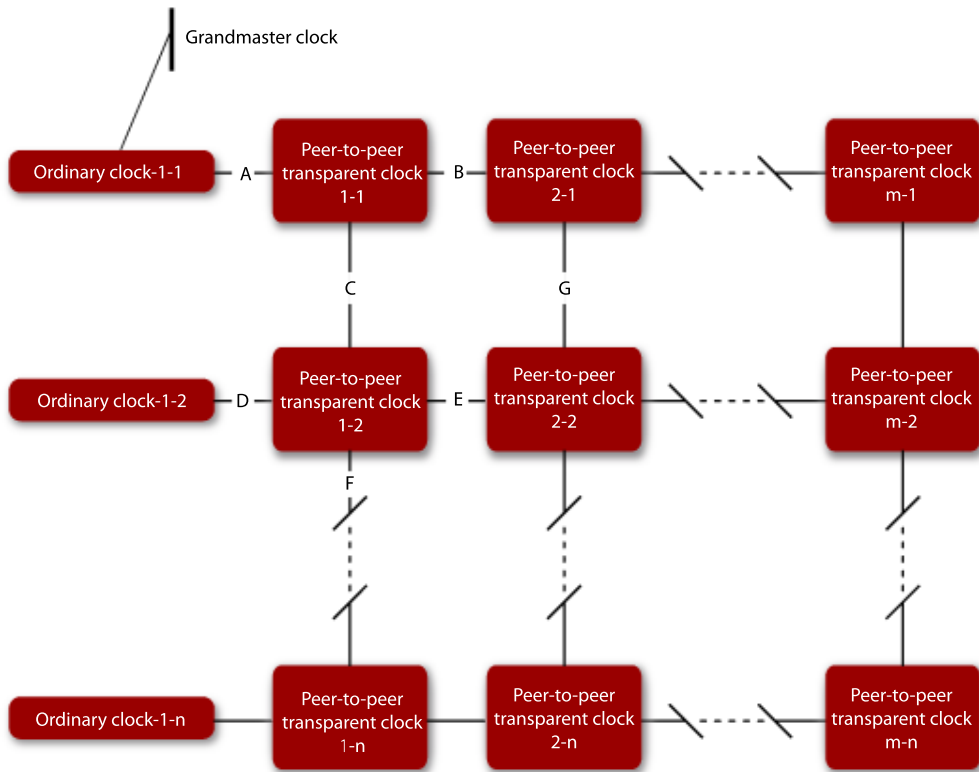 Grandmaster clock
Ordinary clock-1-1
A
Peer-to-peer
transparent clock
1-1
B
Peer-to-peer
transparent clock
2-1
Peer-to-peer
transparent clock
m-1
C
G
Ordinary clock-1-2
D
Peer-to-peer
transparent clock
1-2
E
Peer-to-peer
transparent clock
2-2
Peer-to-peer
transparent clock
m-2
F
Ordinary clock-1-n
Peer-to-peer
transparent clock
1-n
Peer-to-peer
transparent clock
2-n
Peer-to-peer
transparent clock
m-n